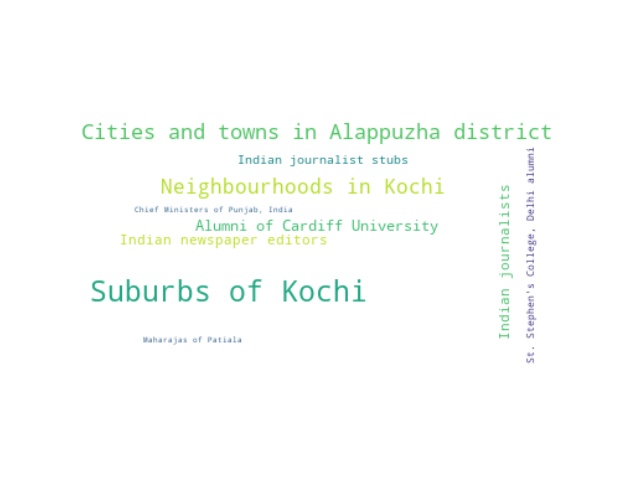 Cities and towns in Alappuzha district
Indian journalist stubs
Neighbourhoods in Kochi
Chief Ministers of Punjab, India
Alumni of Cardiff University
Indian newspaper editors
Suburbs of Kochi
Maharajas of Patiala
Indian journalists
St. Stephen's College, Delhi alumni